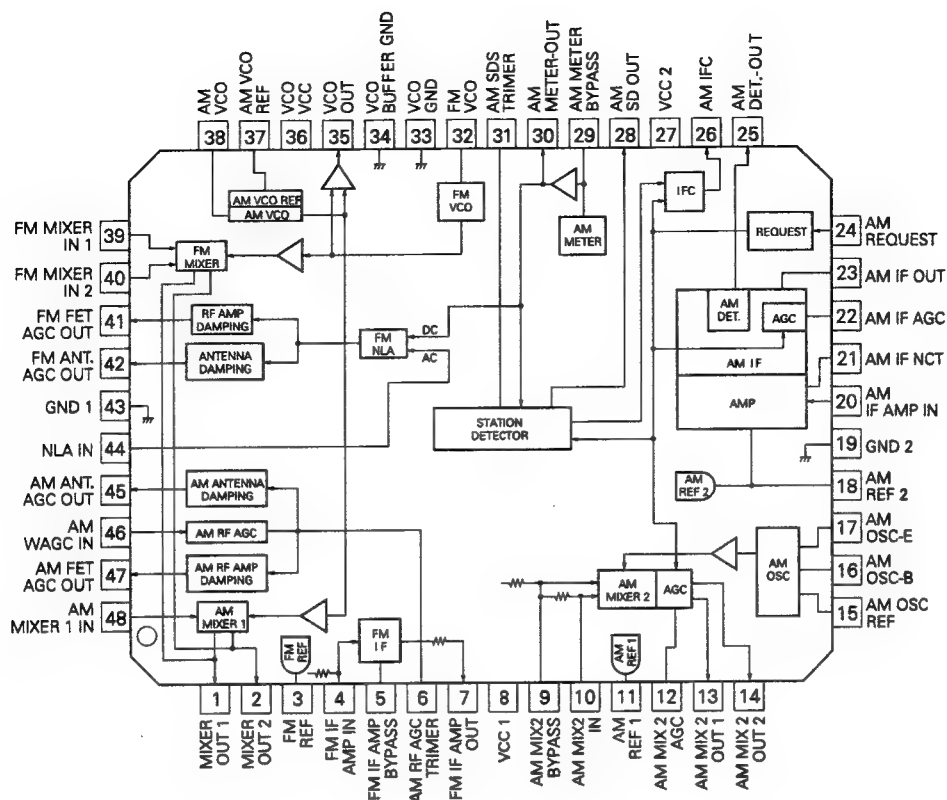 AM
VCO
AM VCO
REF
VCO
VCC
VCO
OUT
VCO
BUFFER GND
VCO
GND
FM
VCO
AM SDS
TRIMER
AM
METER-OUT
AM METER
BYPASS
AM
SD OUT
VCC 2
AM IFC
AM
DET.-OUT
38
37
36
35
34
33
32
31
30
29
28
27
26
25
AM VCO REF
AM VCO
FM
VCO
AM
METER
IFC
REQUEST
24
AM
REQUEST
FM MIXER
IN 1
39
FM
MIXER
FM MIXER
IN 2
40
23
AM IF OUT
FM FET
AGC OUT
41
RF AMP
DAMPING
FM
NLA
DC
AC
AM
DET.
AGC
22
AM IF AGC
FM ANT.
AGC OUT
42
ANTENNA
DAMPING
AM IF
21
AM IF NCT
GND 1
43
AMP
20
AM
IF AMP IN
STATION
DETECTOR
NLA IN
44
19
GND 2
AM ANT.
AGC OUT
45
AM ANTENNA
DAMPING
AM
REF 2
18
AM
REF 2
AM
WAGC IN
46
AM RF AGC
17
AM
OSC-E
AM FET
AGC OUT
47
AM RF AMP
DAMPING
AM
MIXER 2
AGC
AM
OSC
16
AM
OSC-B
AM
MIXER 1 IN
48
AM
MIXER 1
15
AM OSC
REF
FM
REF
FM
IF
AM
REF 1
1
2
3
4
5
6
7
8
9
10
11
12
13
14
MIXER
OUT 1
MIXER
OUT 2
FM
REF
FM IF
AMP IN
FM IF AMP
BYPASS
AM RF AGC
TRIMER
FM IF AMP
OUT
VCC 1
AM MIX2
BYPASS
AM MIX2
IN
AM
REF 1
AM MIX 2
AGC
AM MIX 2
OUT 1
AM MIX 2
OUT 2